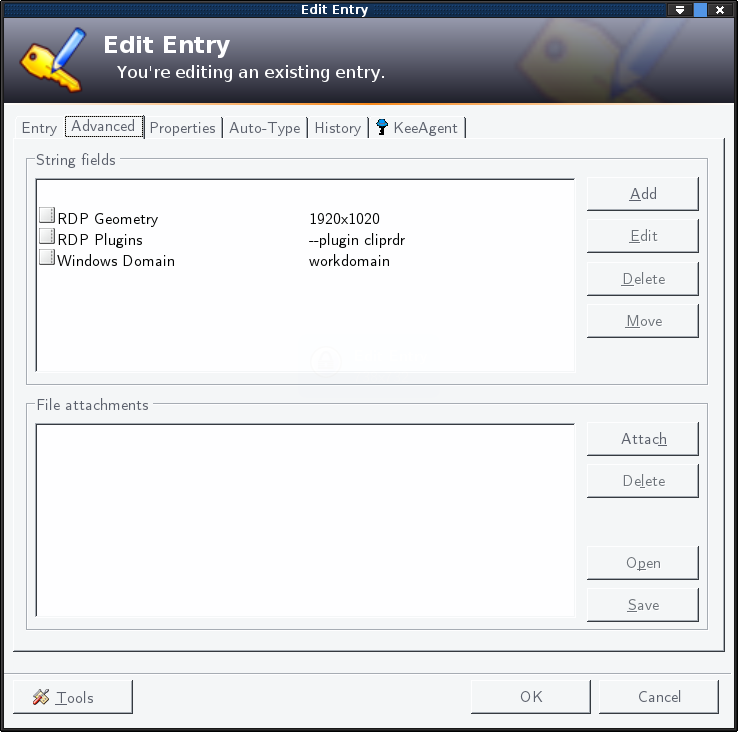 Edit Entry
Edit Entry
You're editing an existing entry.
Entry Advanced Properties Auto-Type History KeeAgent
String fields
Add
RDP Geometry 1920x1020
RDP Plugins --plugin cliprdr
Edit
Windows Domain workdomain
Delete
Move
File attachments
Attach
Delete
Open
Save
Tools OK Cancel